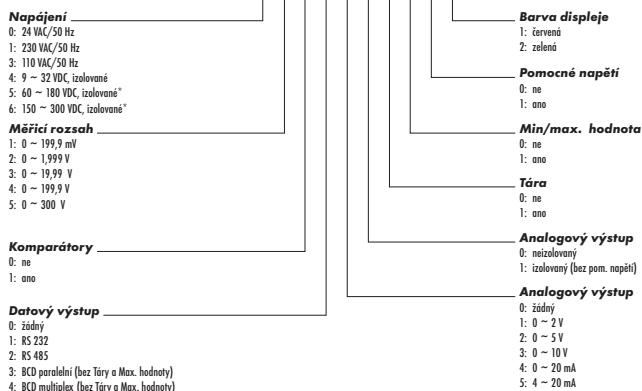 Napájení
0: 24 VAC/50 Hz
1: 230 VAC/50 Hz
3: 110 VAC/50 Hz
4: 9 ~ 32 VDC, izolované
5: 60 ~ 180 VDC, izolované*
6: 150 ~ 300 VDC, izolované*
Měřicí rozsah
1: 0 ~ 199,9 mV
2: 0 ~ 1,999 V
3: 0 ~ 19,99 V
4: 0 ~ 199,9 V
5: 0 ~ 300 V
Komparátory
0: ne
1: ano
Datový výstup
0: žádný
1: RS 232
2: RS 485
3: BCD paralelní (bez Táry a Max. hodnoty)
4: BCD multiplex (bez Táry a Max. hodnoty)
Barva displeje
1: červená
2: zelená
Pomocné napětí
0: ne
1: ano
Min/max. hodnota
0: ne
1: ano
Tára
0: ne
1: ano
Analogový výstup
0: neizolovaný
1: izolovaný (bez pom. napětí)
Analogový výstup
0: žádný
1: 0 ~ 2 V
2: 0 ~ 5 V
3: 0 ~ 10 V
4: 0 ~ 20 mA
5: 4 ~ 20 mA